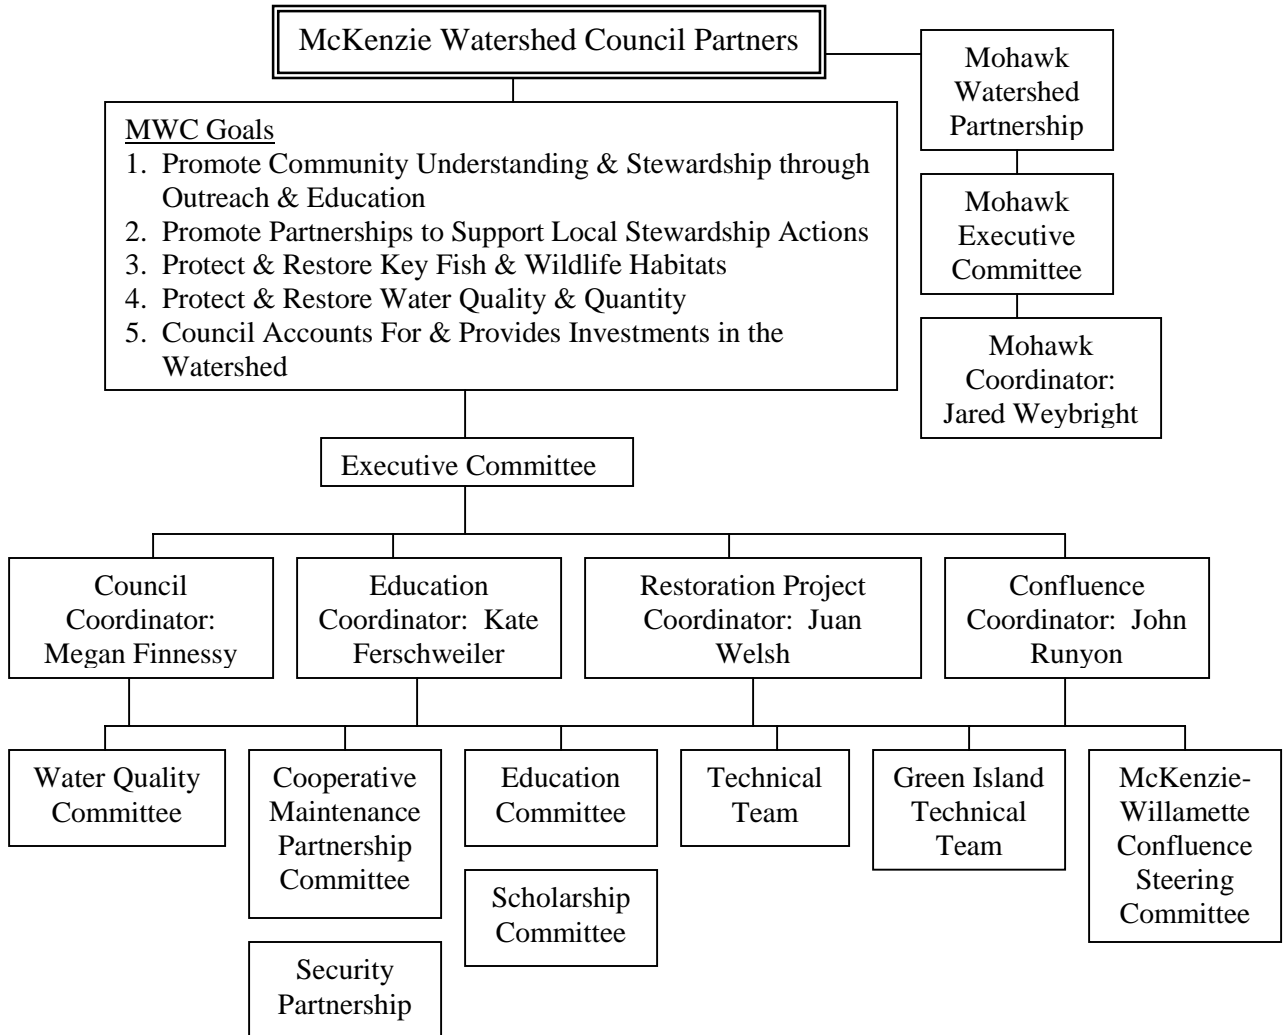 McKenzie Watershed Council Partners
Mohawk
Watershed
Partnership
MWC Goals
1. Promote Community Understanding & Stewardship through
Outreach & Education
2. Promote Partnerships to Support Local Stewardship Actions
3. Protect & Restore Key Fish & Wildlife Habitats
4. Protect & Restore Water Quality & Quantity
5. Council Accounts For & Provides Investments in the
Watershed
Mohawk
Executive
Committee
Mohawk
Coordinator:
Jared Weybright
Executive Committee
Council
Coordinator:
Megan Finnessy
Education
Coordinator: Kate
Ferschweiler
Restoration Project
Coordinator: Juan
Welsh
Confluence
Coordinator: John
Runyon
Water Quality
Committee
Cooperative
Maintenance
Partnership
Committee
Security
Partnership
Education
Committee
Scholarship
Committee
Technical
Team
Green Island
Technical
Team
McKenzie-
Willamette
Confluence
Steering
Committee